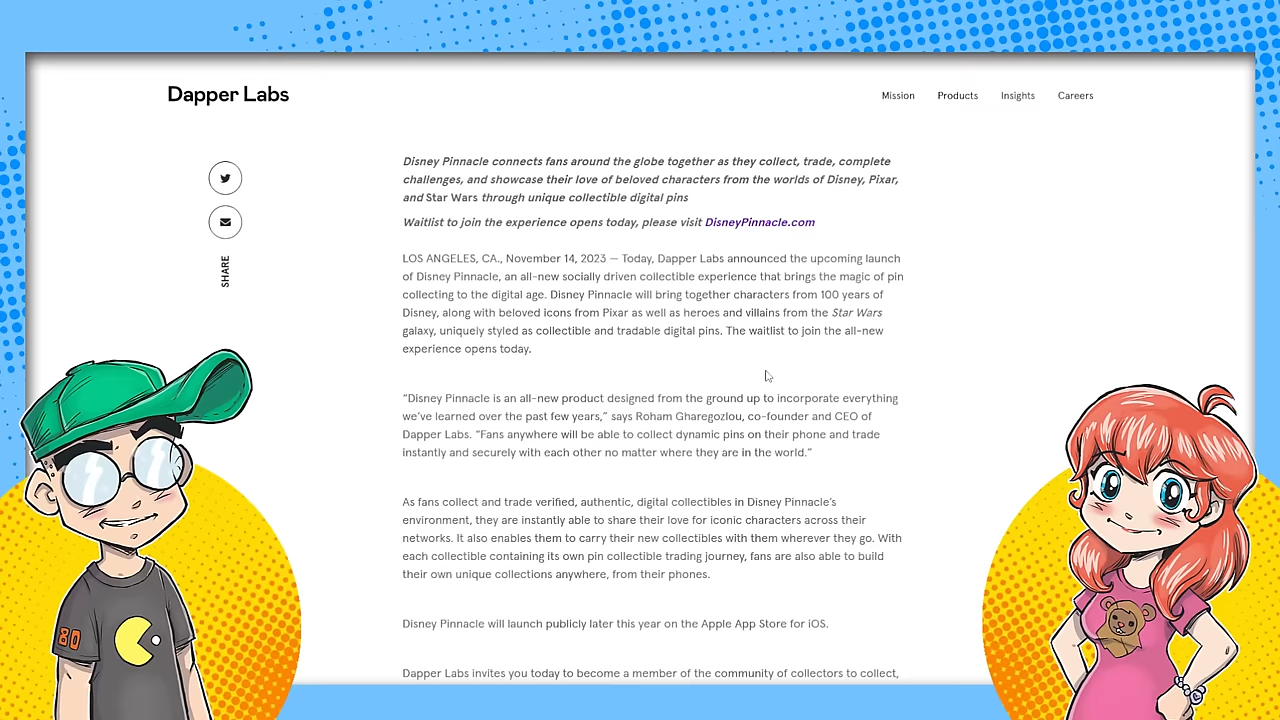 Dapper Labs
Mission Products Insights Careers
Disney Pinnacle connects fans around the globe together as they collect, trade, complete
challenges, and showcase their love of beloved characters from the worlds of Disney, Pixar,
and Star Wars through unique collectible digital pins
Waitlist to join the experience opens today, please visit DisneyPinnacle.com
SHARE
LOS ANGELES, CA., November 14, 2023 — Today, Dapper Labs announced the upcoming launch
of Disney Pinnacle, an all-new socially driven collectible experience that brings the magic of pin
collecting to the digital age. Disney Pinnacle will bring together characters from 100 years of
Disney, along with beloved icons from Pixar as well as heroes and villains from the Star Wars
galaxy, uniquely styled as collectible and tradable digital pins. The waitlist to join the all-new
experience opens today.
“Disney Pinnacle is an all-new product designed from the ground up to incorporate everything
we’ve learned over the past few years,” says Roham Gharegozlou, co-founder and CEO of
Dapper Labs. “Fans anywhere will be able to collect dynamic pins on their phone and trade
instantly and securely with each other no matter where they are in the world.”
As fans collect and trade verified, authentic, digital collectibles in Disney Pinnacle’s
environment, they are instantly able to share their love for iconic characters across their
networks. It also enables them to carry their new collectibles with them wherever they go. With
each collectible containing its own pin collectible trading journey, fans are also able to build
their own unique collections anywhere, from their phones.
Disney Pinnacle will launch publicly later this year on the Apple App Store for iOS.
Dapper Labs invites you today to become a member of the community of collectors to collect,
80